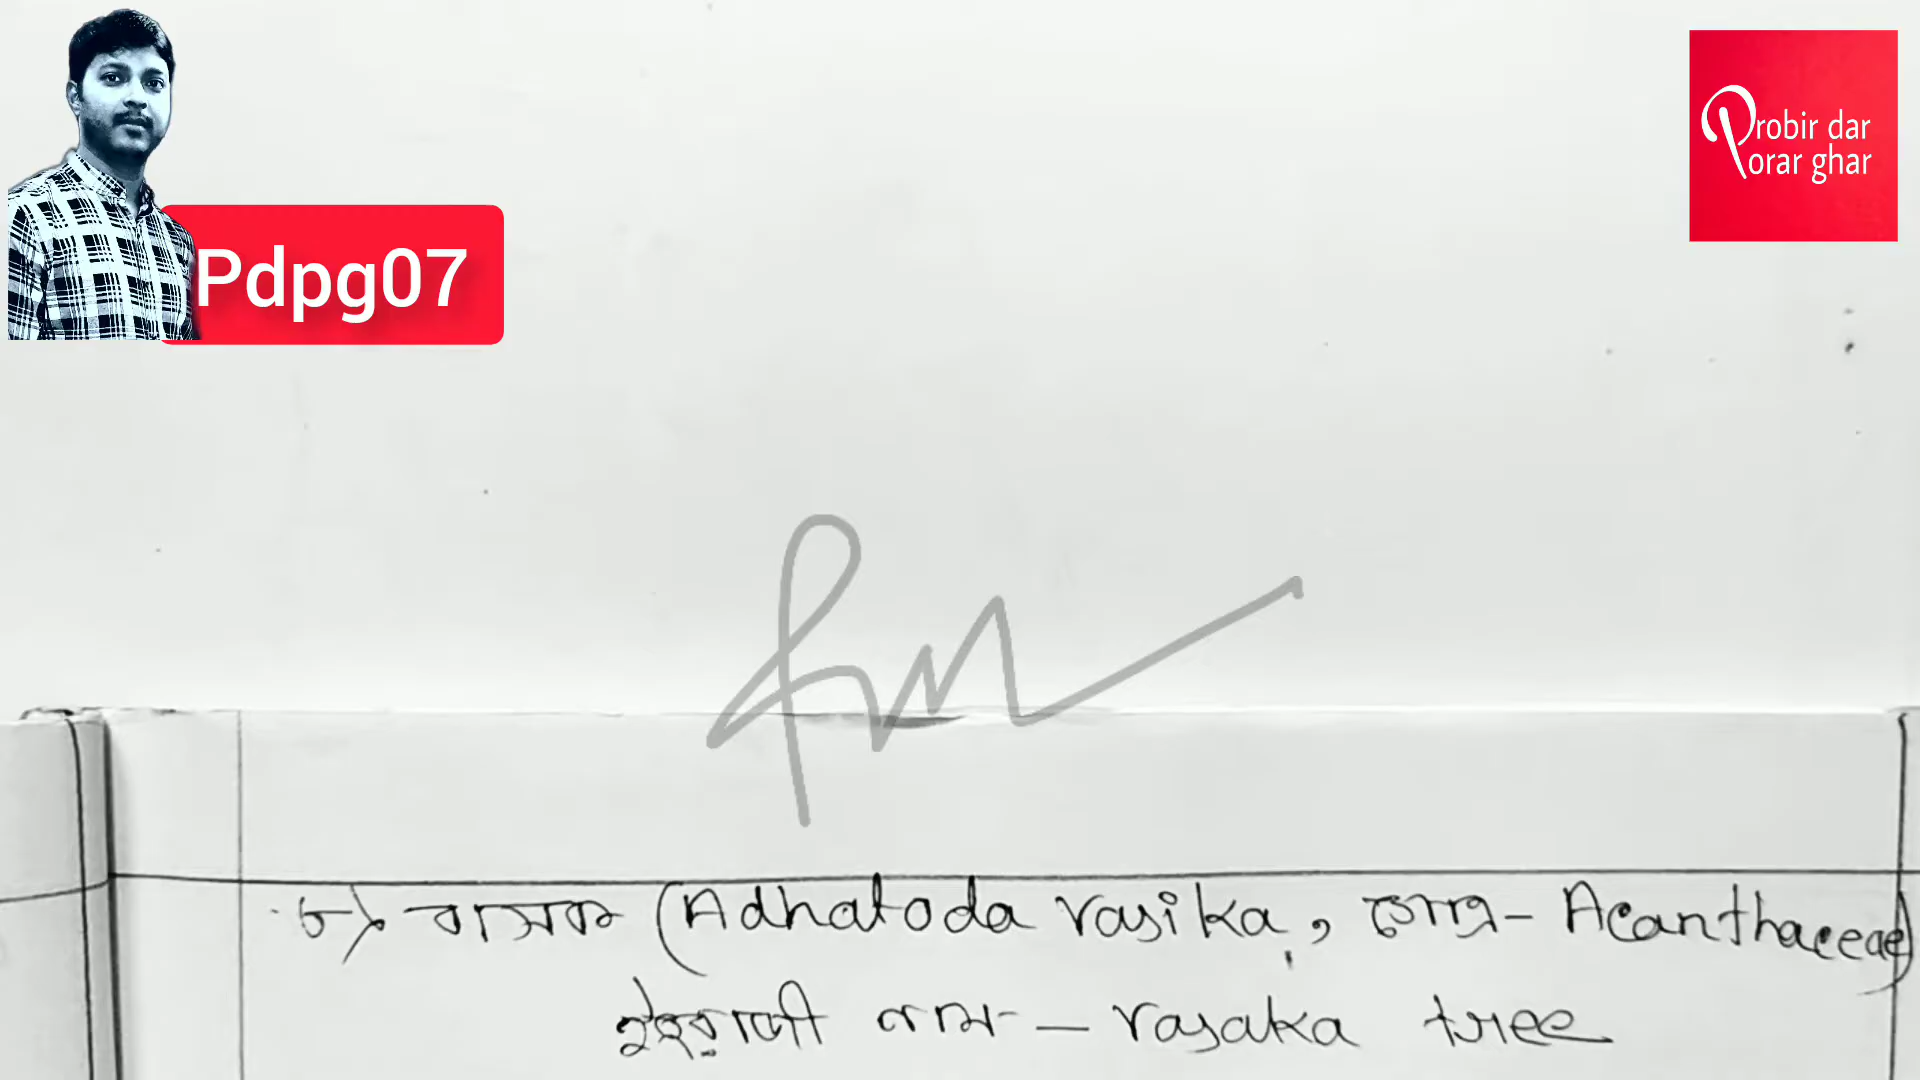 Probir dar
Porar ghar
Pdpg07
৮) বাসক (Adhatoda vasika, গোত্র- Acanthaceae)
ইংরাজী নাম - vasaka tree